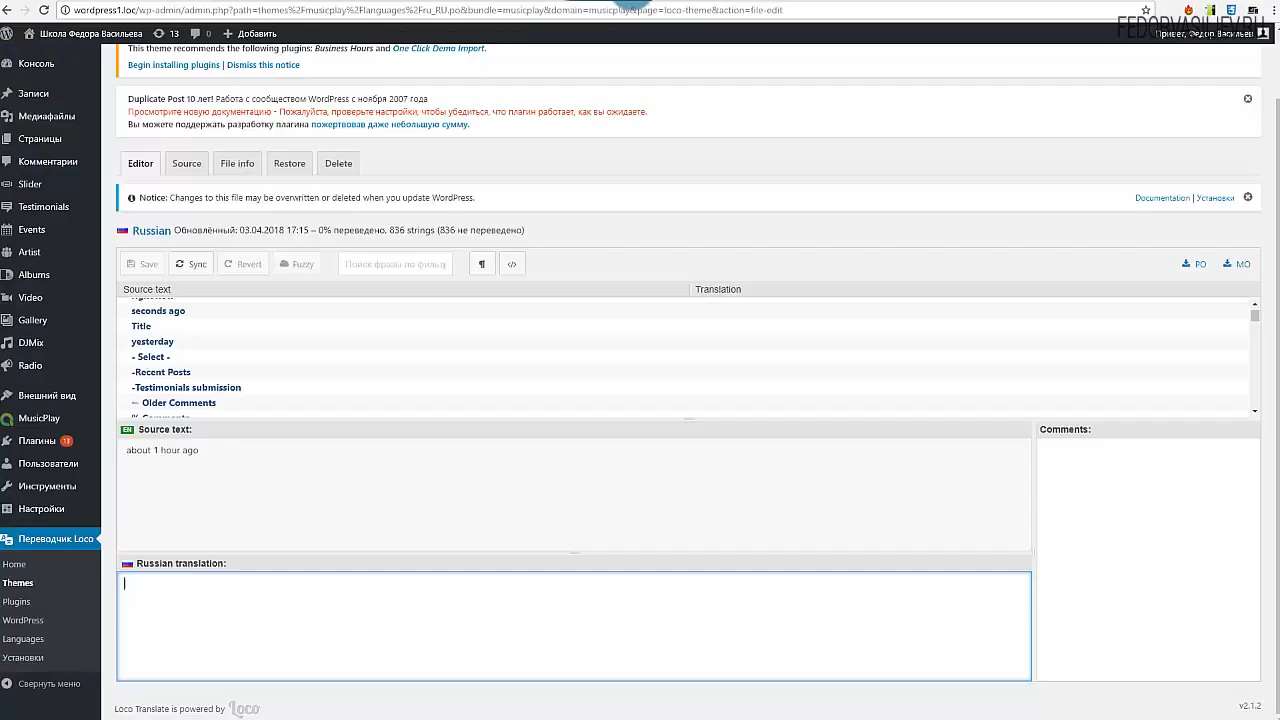 wordpress1.loc/wp-admin/admin.php?path=themes%2Fmusicplay%2Flanguages%2Fru_RU.po&bundle=musicplay&domain=musicplay&page=loco-theme&action=file-edit
FEDORVASILIEV.RU
Школа Федора Васильева 13 0 Добавить Привет, Федор Васильев
Консоль
Записи
Медиафайлы
Страницы
Комментарии
Slider
Testimonials
Events
Artist
Albums
Video
Gallery
DJMix
Radio
Внешний вид
MusicPlay
Плагины 13
Пользователи
Инструменты
Настройки
Переводчик Loco
Home
Themes
Plugins
WordPress
Languages
Установки
Свернуть меню
This theme recommends the following plugins: Business Hours and One Click Demo Import.
Begin installing plugins | Dismiss this notice
Duplicate Post 10 лет! Работа с сообществом WordPress с ноября 2007 года
Просмотрите новую документацию - Пожалуйста, проверьте настройки, чтобы убедиться, что плагин работает, как вы ожидаете.
Вы можете поддержать разработку плагина пожертвовав даже небольшую сумму.
Editor Source File info Restore Delete
Notice: Changes to this file may be overwritten or deleted when you update WordPress. Documentation | Установки
Russian Обновлённый: 03.04.2018 17:15 – 0% переведено, 836 strings (836 не переведено)
Save Sync Revert Fuzzy Поиск фразы по фильт ¶ </> PO MO
Source text Translation
seconds ago
Title
yesterday
- Select -
-Recent Posts
-Testimonials submission
← Older Comments
% Comments
EN Source text: Comments:
about 1 hour ago
Russian translation:
Loco Translate is powered by Loco v2.1.2